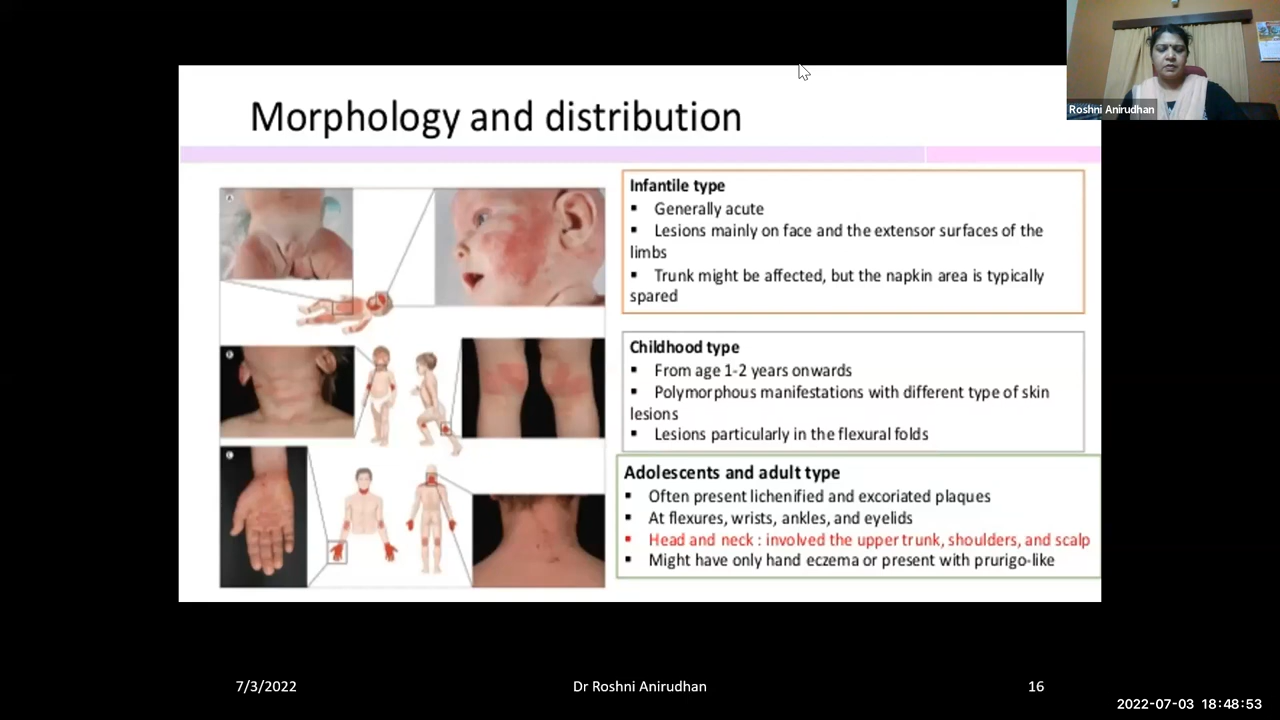 Roshni Anirudhan
Morphology and distribution
Infantile type
▪ Generally acute
▪ Lesions mainly on face and the extensor surfaces of the
limbs
▪ Trunk might be affected, but the napkin area is typically
spared
Childhood type
▪ From age 1-2 years onwards
▪ Polymorphous manifestations with different type of skin
lesions
▪ Lesions particularly in the flexural folds
Adolescents and adult type
▪ Often present lichenified and excoriated plaques
▪ At flexures, wrists, ankles, and eyelids
▪ Head and neck : involved the upper trunk, shoulders, and scalp
▪ Might have only hand eczema or present with prurigo-like
7/3/2022
Dr Roshni Anirudhan
16
2022-07-03 18:48:53